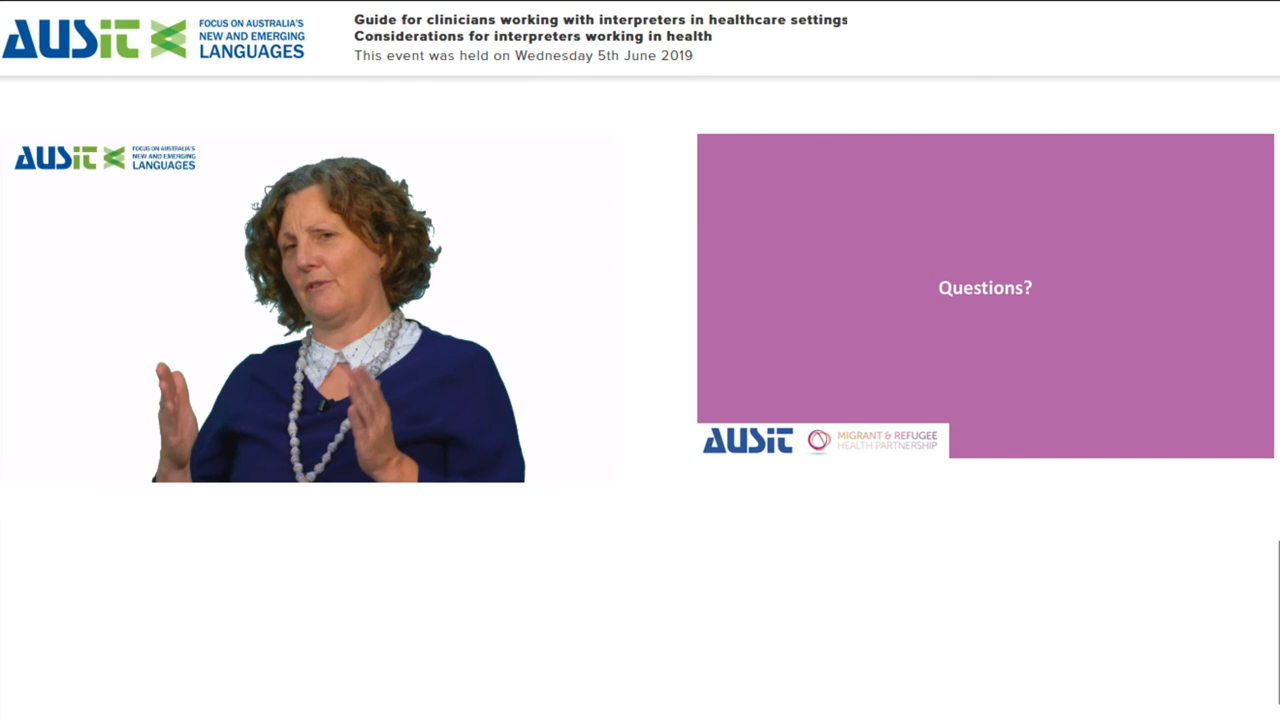 AUSiT
FOCUS ON AUSTRALIA'S
NEW AND EMERGING
LANGUAGES
Guide for clinicians working with interpreters in healthcare settings
Considerations for interpreters working in health
This event was held on Wednesday 5th June 2019
AUSiT
FOCUS ON AUSTRALIA'S
NEW AND EMERGING
LANGUAGES
Questions?
AUSiT
MIGRANT & REFUGEE
HEALTH PARTNERSHIP